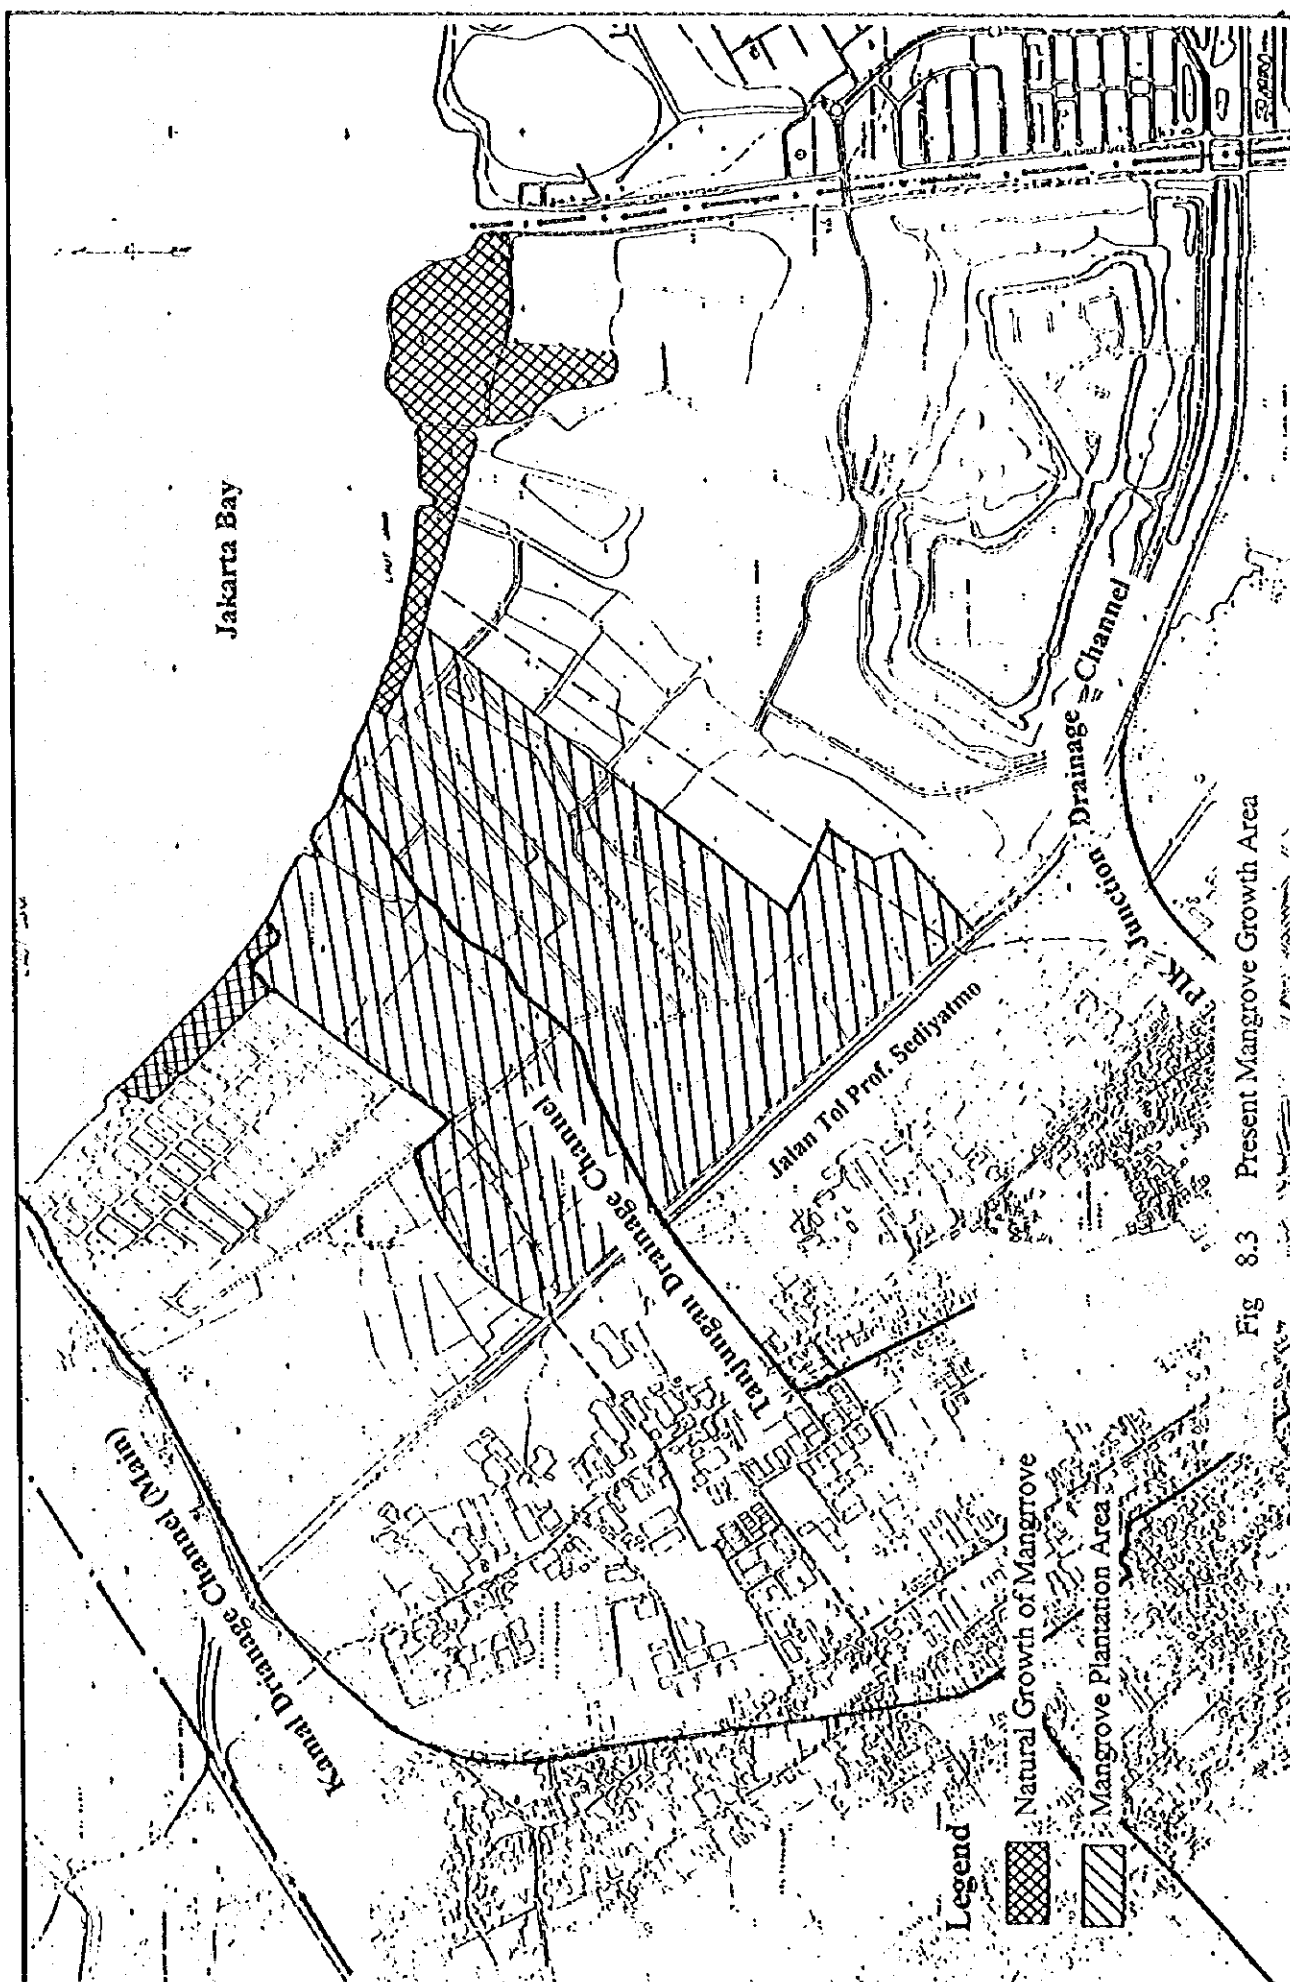 Jakarta Bay
Kamal Drianage Channel (Main)
Tanjungan Drainage Channel
Jalan Tol Prof. Sediyatmo
PIK Junction Drainage Channel
Legend
Natural Growth of Mangrove
Mangrove Plantation Area
Fig 8.3 Present Mangrove Growth Area